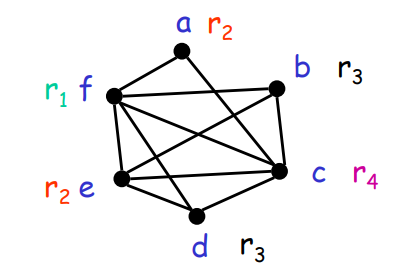 a r₂
b r₃
r₁ f
c r₄
r₂ e
d r₃